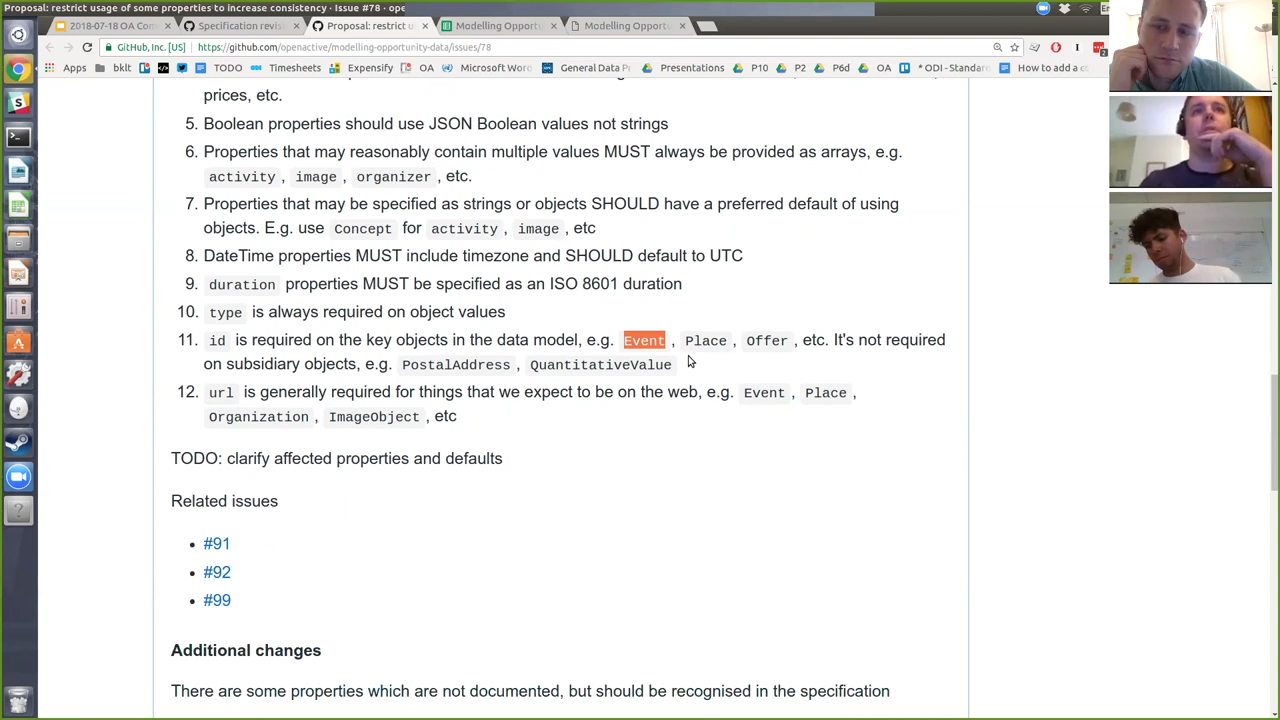 Proposal: restrict usage of some properties to increase consistency · Issue #78 · ope
2018-07-18 OA Com
Specification revis
Proposal: restrict u
Modelling Opportu
Modelling Opportu
GitHub, Inc. [US]
https://github.com/openactive/modelling-opportunity-data/issues/78
Apps
bklt
TODO
Timesheets
Expensify
OA
Microsoft Word
General Data Pr
Presentations
P10
P2
P6d
OA
* ODI - Standard
How to add a co
prices, etc.
5. Boolean properties should use JSON Boolean values not strings
6. Properties that may reasonably contain multiple values MUST always be provided as arrays, e.g.
activity , image , organizer , etc.
7. Properties that may be specified as strings or objects SHOULD have a preferred default of using
objects. E.g. use Concept for activity , image , etc
8. DateTime properties MUST include timezone and SHOULD default to UTC
9. duration properties MUST be specified as an ISO 8601 duration
10. type is always required on object values
11. id is required on the key objects in the data model, e.g. Event , Place , Offer , etc. It's not required
on subsidiary objects, e.g. PostalAddress , QuantitativeValue
12. url is generally required for things that we expect to be on the web, e.g. Event , Place ,
Organization , ImageObject , etc
TODO: clarify affected properties and defaults
Related issues
#91
#92
#99
Additional changes
There are some properties which are not documented, but should be recognised in the specification